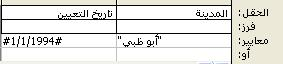 الحقل: المدينة تاريخ التعيين
فرز:
معايير: "أبو ظبي" #1/1/1994#
أو: